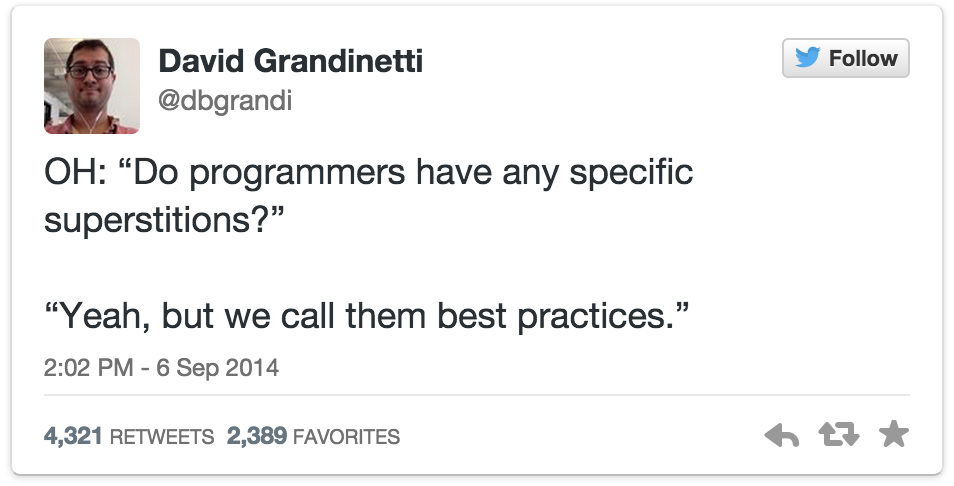 David Grandinetti
Follow
@dbgrandi
OH: “Do programmers have any specific
superstitions?”
“Yeah, but we call them best practices.”
2:02 PM - 6 Sep 2014
4,321 RETWEETS 2,389 FAVORITES